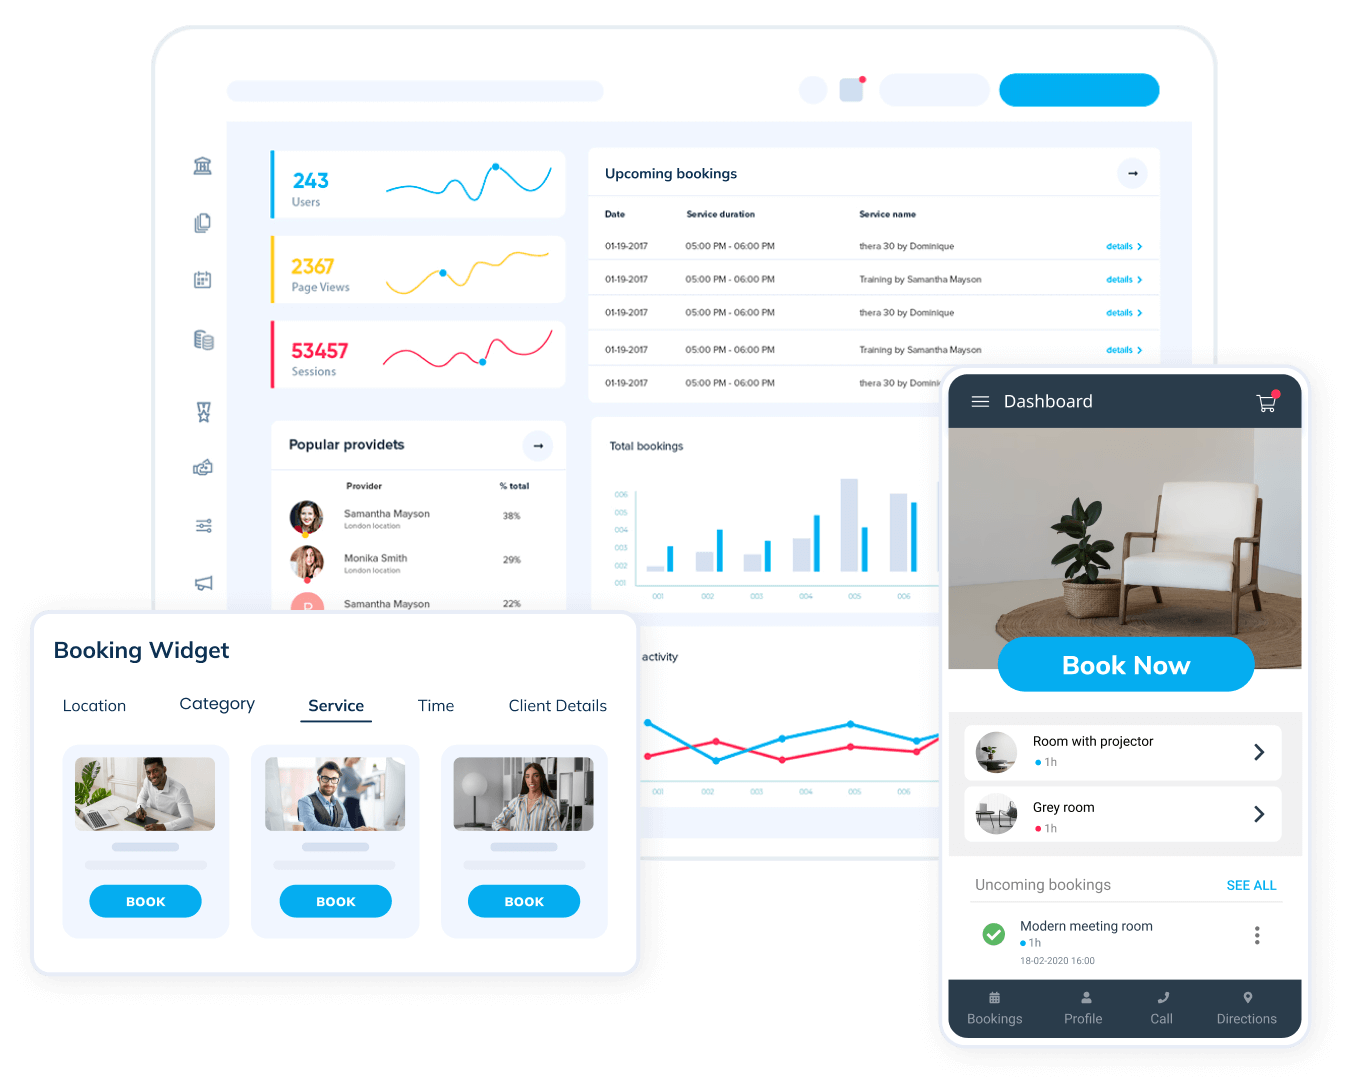 243
Users
2367
Page Views
53457
Sessions
Upcoming bookings
Date Service duration Service name
01-19-2017 05:00 PM - 06:00 PM thera 30 by Dominique details
01-19-2017 05:00 PM - 06:00 PM Training by Samantha Mayson details
01-19-2017 05:00 PM - 06:00 PM thera 30 by Dominique details
01-19-2017 05:00 PM - 06:00 PM Training by Samantha Mayson details
01-19-2017 05:00 PM - 06:00 PM thera 30 by
Popular providets
Provider % total
Samantha Mayson 38%
London location
Monika Smith 29%
London location
Samantha Mayson 22%
Total bookings
006
005
004
003
002
001
001 002 003 004 005 006
activity
001 002 003 004 005 006
Booking Widget
Location Category Service Time Client Details
BOOK BOOK BOOK
Dashboard
Book Now
Room with projector
1h
Grey room
1h
Uncoming bookings SEE ALL
Modern meeting room
1h
18-02-2020 16:00
Bookings Profile Call Directions